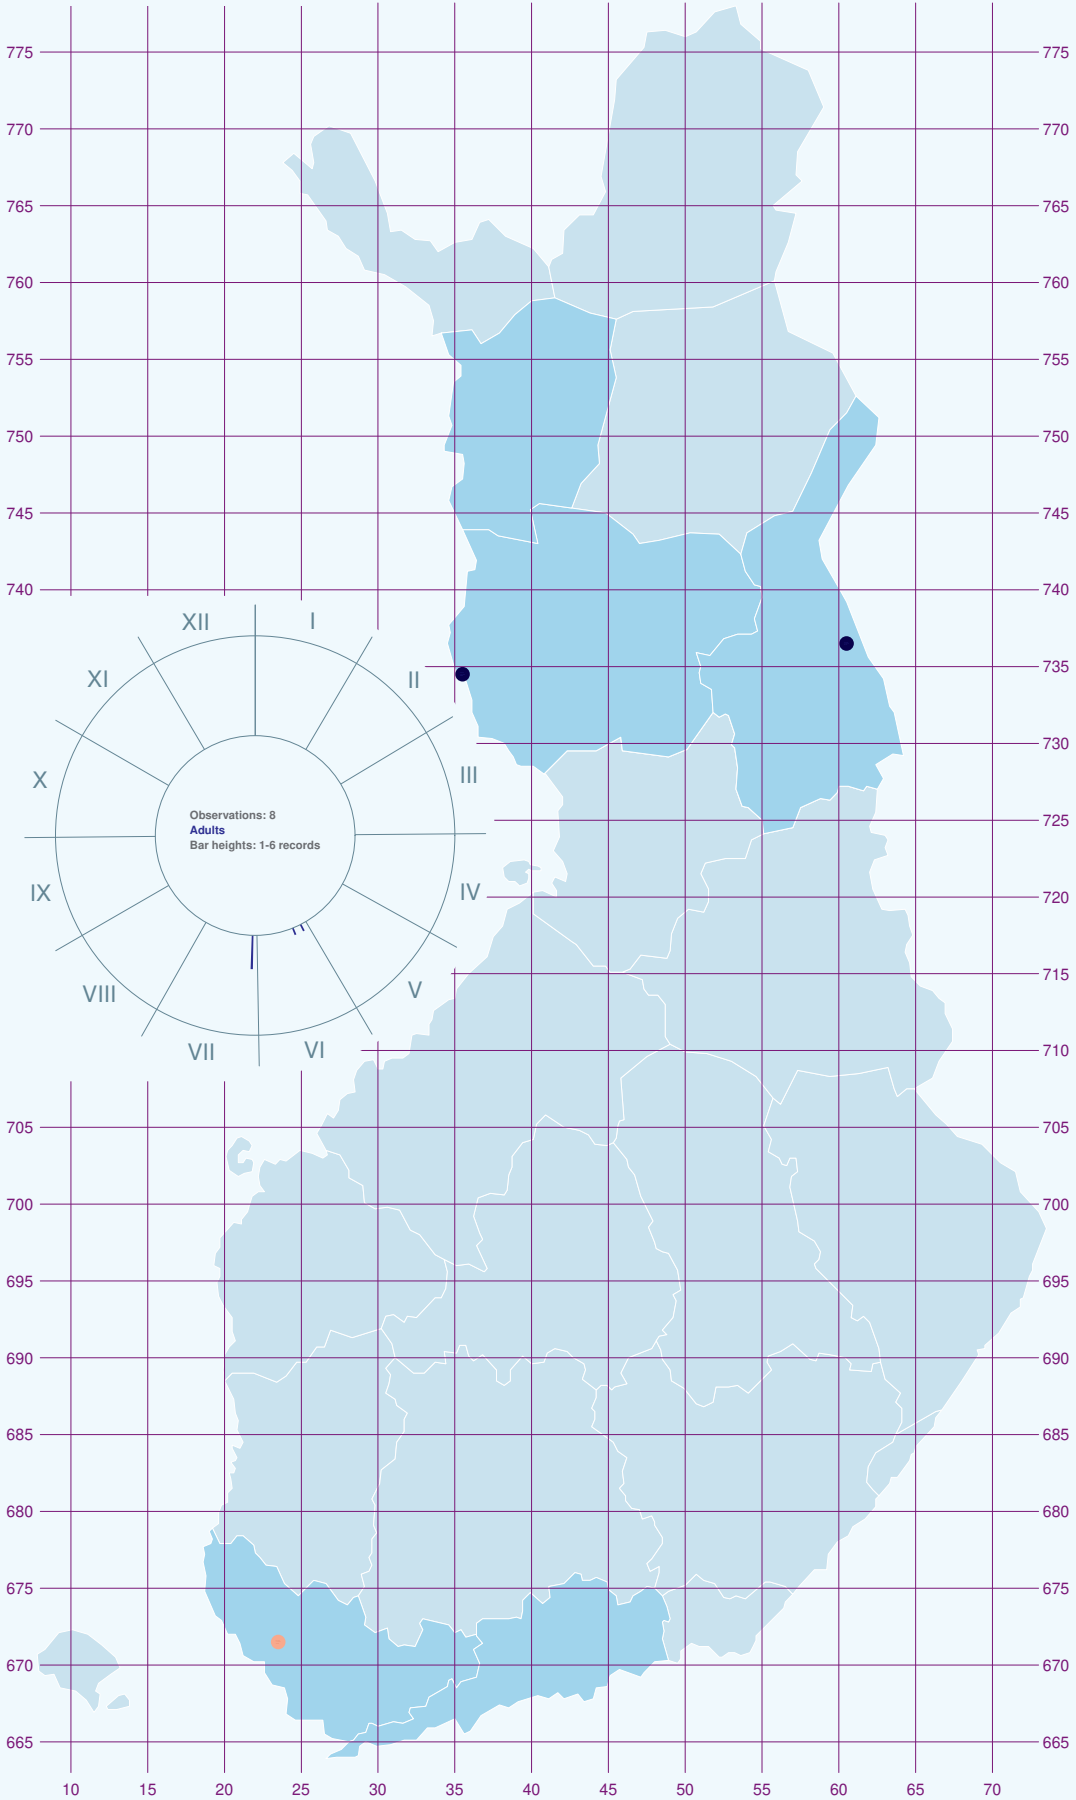 775 775
770 770
765 765
760 760
755 755
750 750
745 745
740 740
XII I
XI II
735
730
X III
Observations: 8
Adults
Bar heights: 1-6 records
725
IX IV
720
VIII V
715
VII VI
710
705 705
700 700
695 695
690 690
685 685
680 680
675 675
670 670
665 665
10 15 20 25 30 35 40 45 50 55 60 65 70